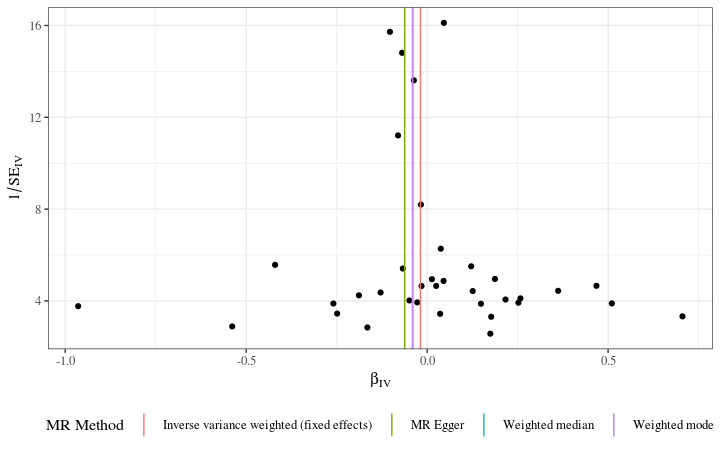 16
12
8
4
1/SE_IV
-1.0 -0.5 0.0 0.5
β_IV
MR Method Inverse variance weighted (fixed effects) MR Egger Weighted median Weighted mode